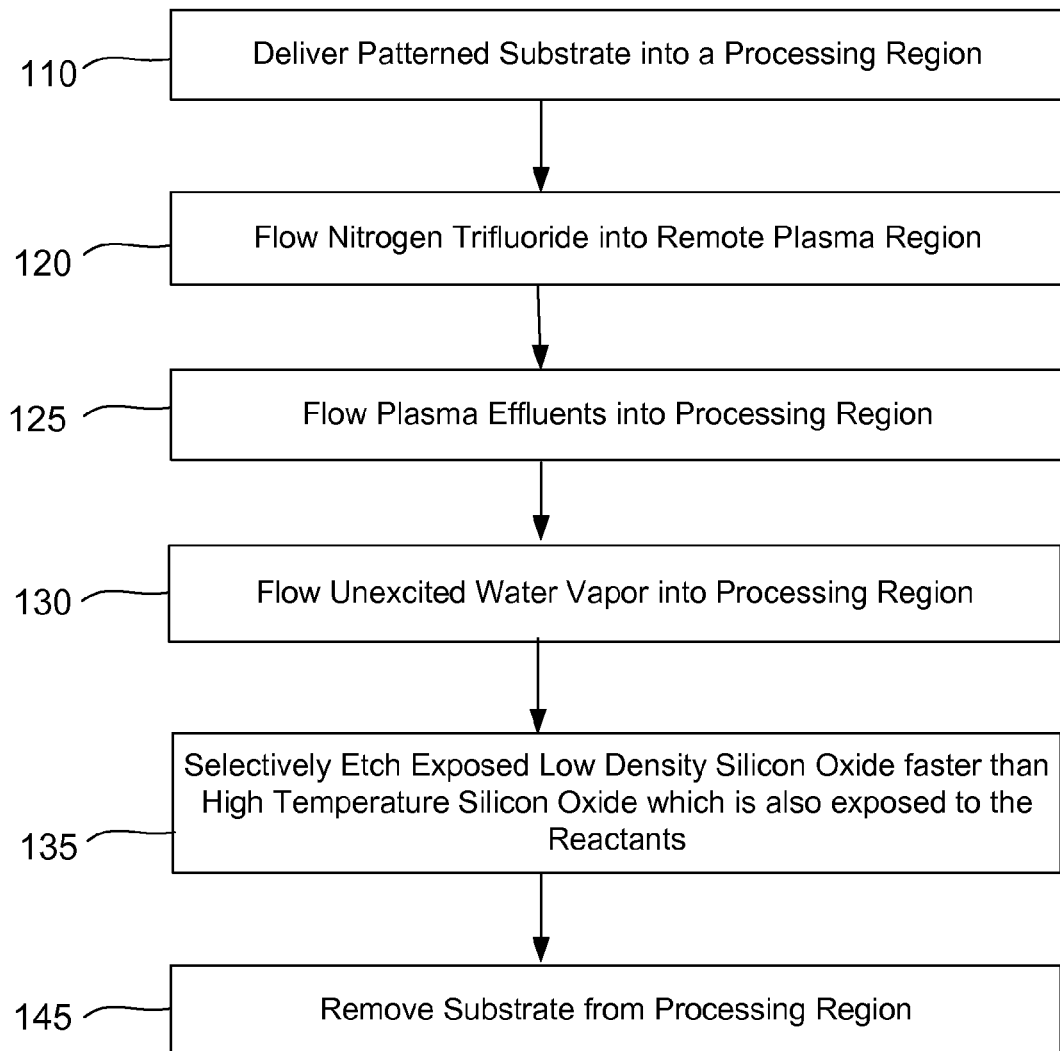 110
Deliver Patterned Substrate into a Processing Region
120
Flow Nitrogen Trifluoride into Remote Plasma Region
125
Flow Plasma Effluents into Processing Region
130
Flow Unexcited Water Vapor into Processing Region
135
Selectively Etch Exposed Low Density Silicon Oxide faster than
High Temperature Silicon Oxide which is also exposed to the
Reactants
145
Remove Substrate from Processing Region